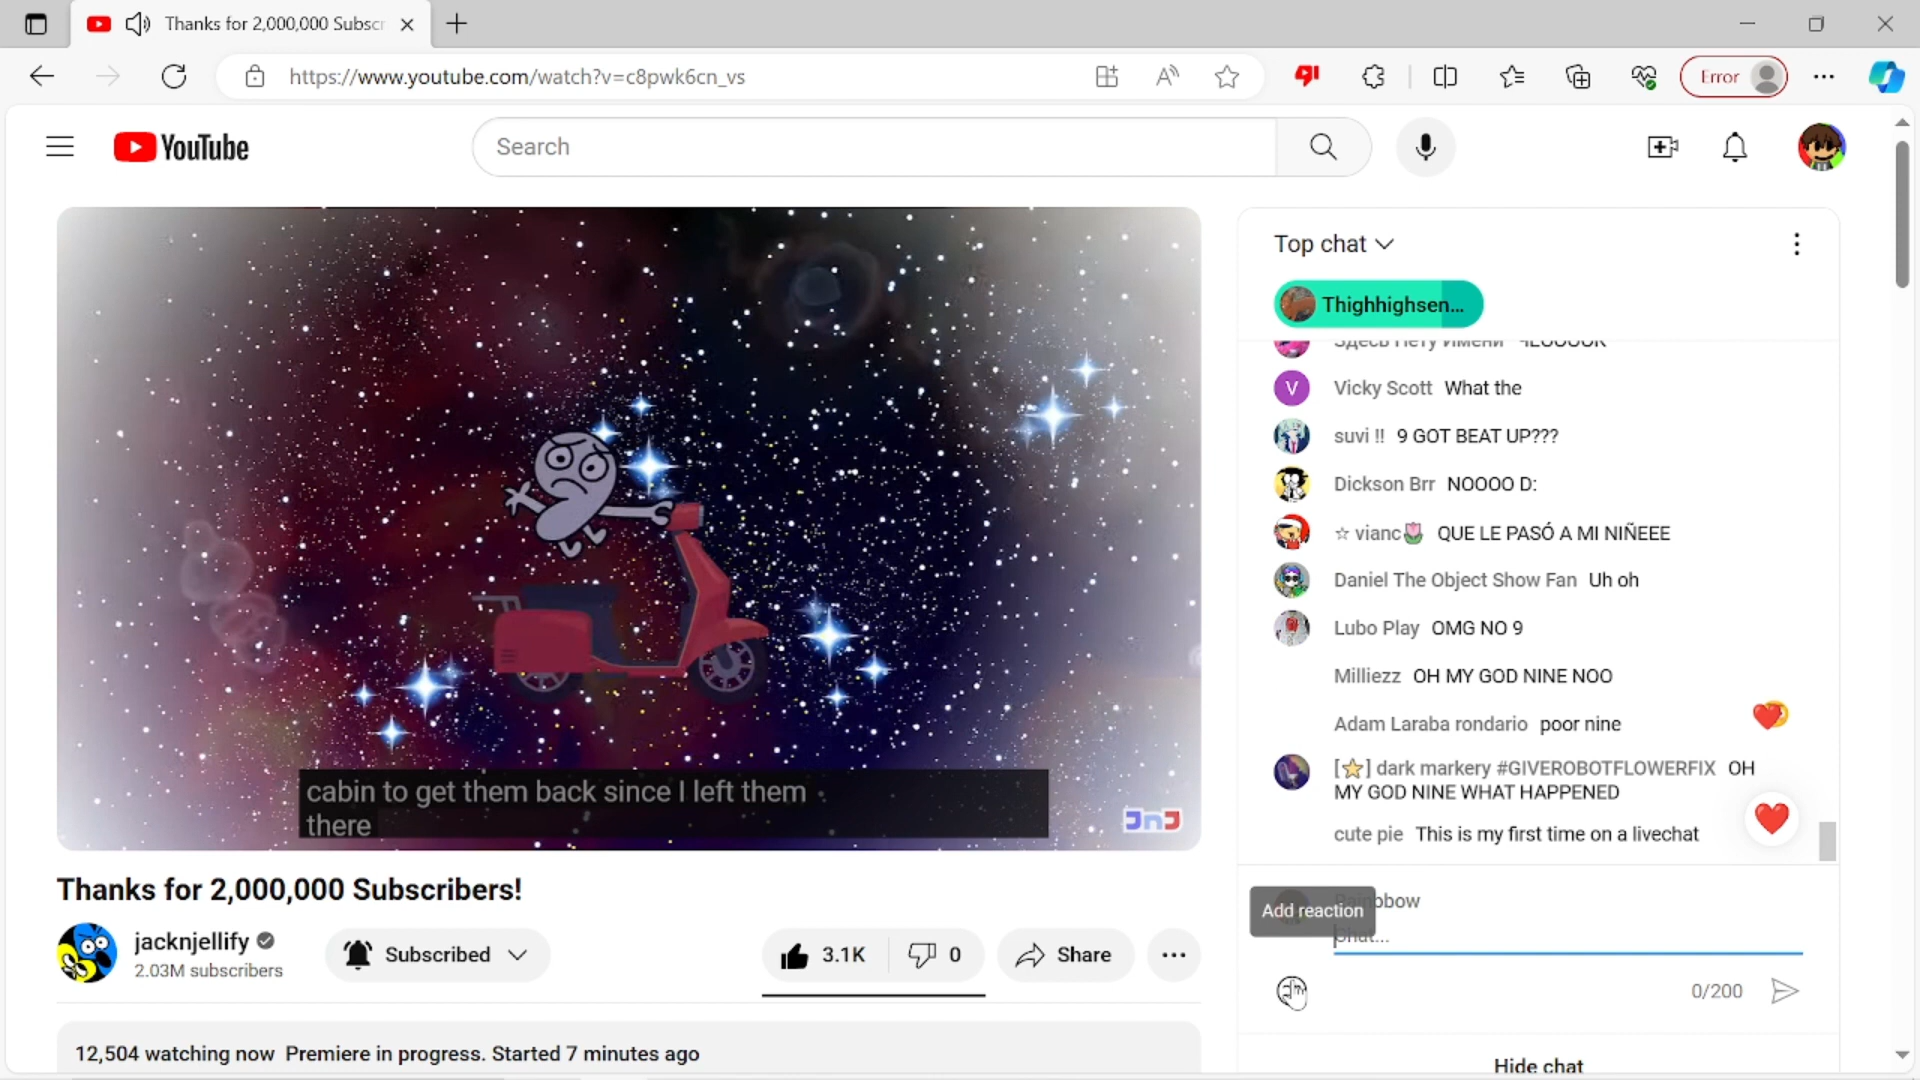 Thanks for 2,000,000 Subscr
https://www.youtube.com/watch?v=c8pwk6cn_vs
Error
YouTube
Search
Top chat
Thighhighsen...
Vicky Scott What the
suvi !! 9 GOT BEAT UP???
Dickson Brr NOOOO D:
☆ vianc🌷 QUE LE PASÓ A MI NIÑEEE
Daniel The Object Show Fan Uh oh
Lubo Play OMG NO 9
Milliezz OH MY GOD NINE NOO
Adam Laraba rondario poor nine
[⭐] dark markery #GIVEROBOTFLOWERFIX OH
MY GOD NINE WHAT HAPPENED
cute pie This is my first time on a livechat
cabin to get them back since I left them
there
JnJ
Thanks for 2,000,000 Subscribers!
jacknjellify
2.03M subscribers
Subscribed
3.1K
0
Share
Add reaction
Chat...
0/200
12,504 watching now Premiere in progress. Started 7 minutes ago
Hide chat